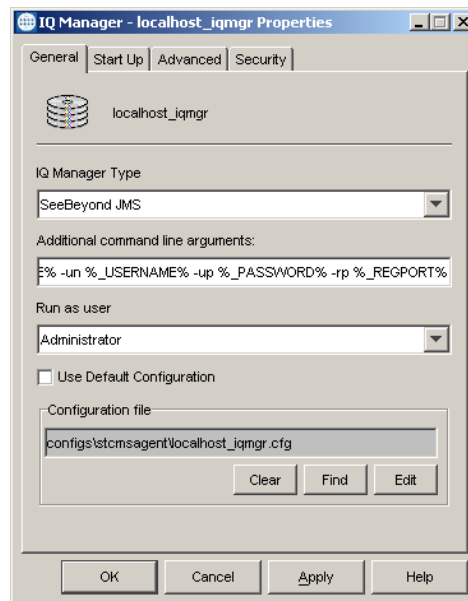 IQ Manager - localhost_iqmgr Properties
General Start Up Advanced Security
localhost_iqmgr
IQ Manager Type
SeeBeyond JMS
Additional command line arguments:
E% -un %_USERNAME% -up %_PASSWORD% -rp %_REGPORT%
Run as user
Administrator
Use Default Configuration
Configuration file
configs\stcmsagent\localhost_iqmgr.cfg
Clear Find Edit
OK Cancel Apply Help